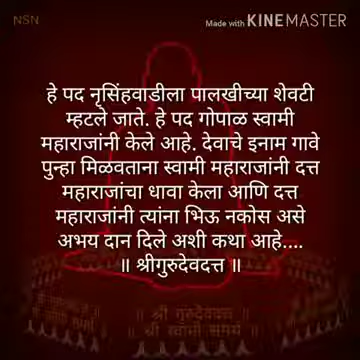 NSN
Made with KINEMASTER
हे पद नृसिंहवाडीला पालखीच्या शेवटी
म्हटले जाते. हे पद गोपाळ स्वामी
महाराजांनी केले आहे. देवाचे इनाम गावे
पुन्हा मिळवताना स्वामी महाराजांनी दत्त
महाराजांचा धावा केला आणि दत्त
महाराजांनी त्यांना भिऊ नकोस असे
अभय दान दिले अशी कथा आहे....
॥ श्रीगुरुदेवदत्त ॥
॥ श्री गुरुदेवदत्त ॥
॥ श्री स्वामी समर्थ ॥